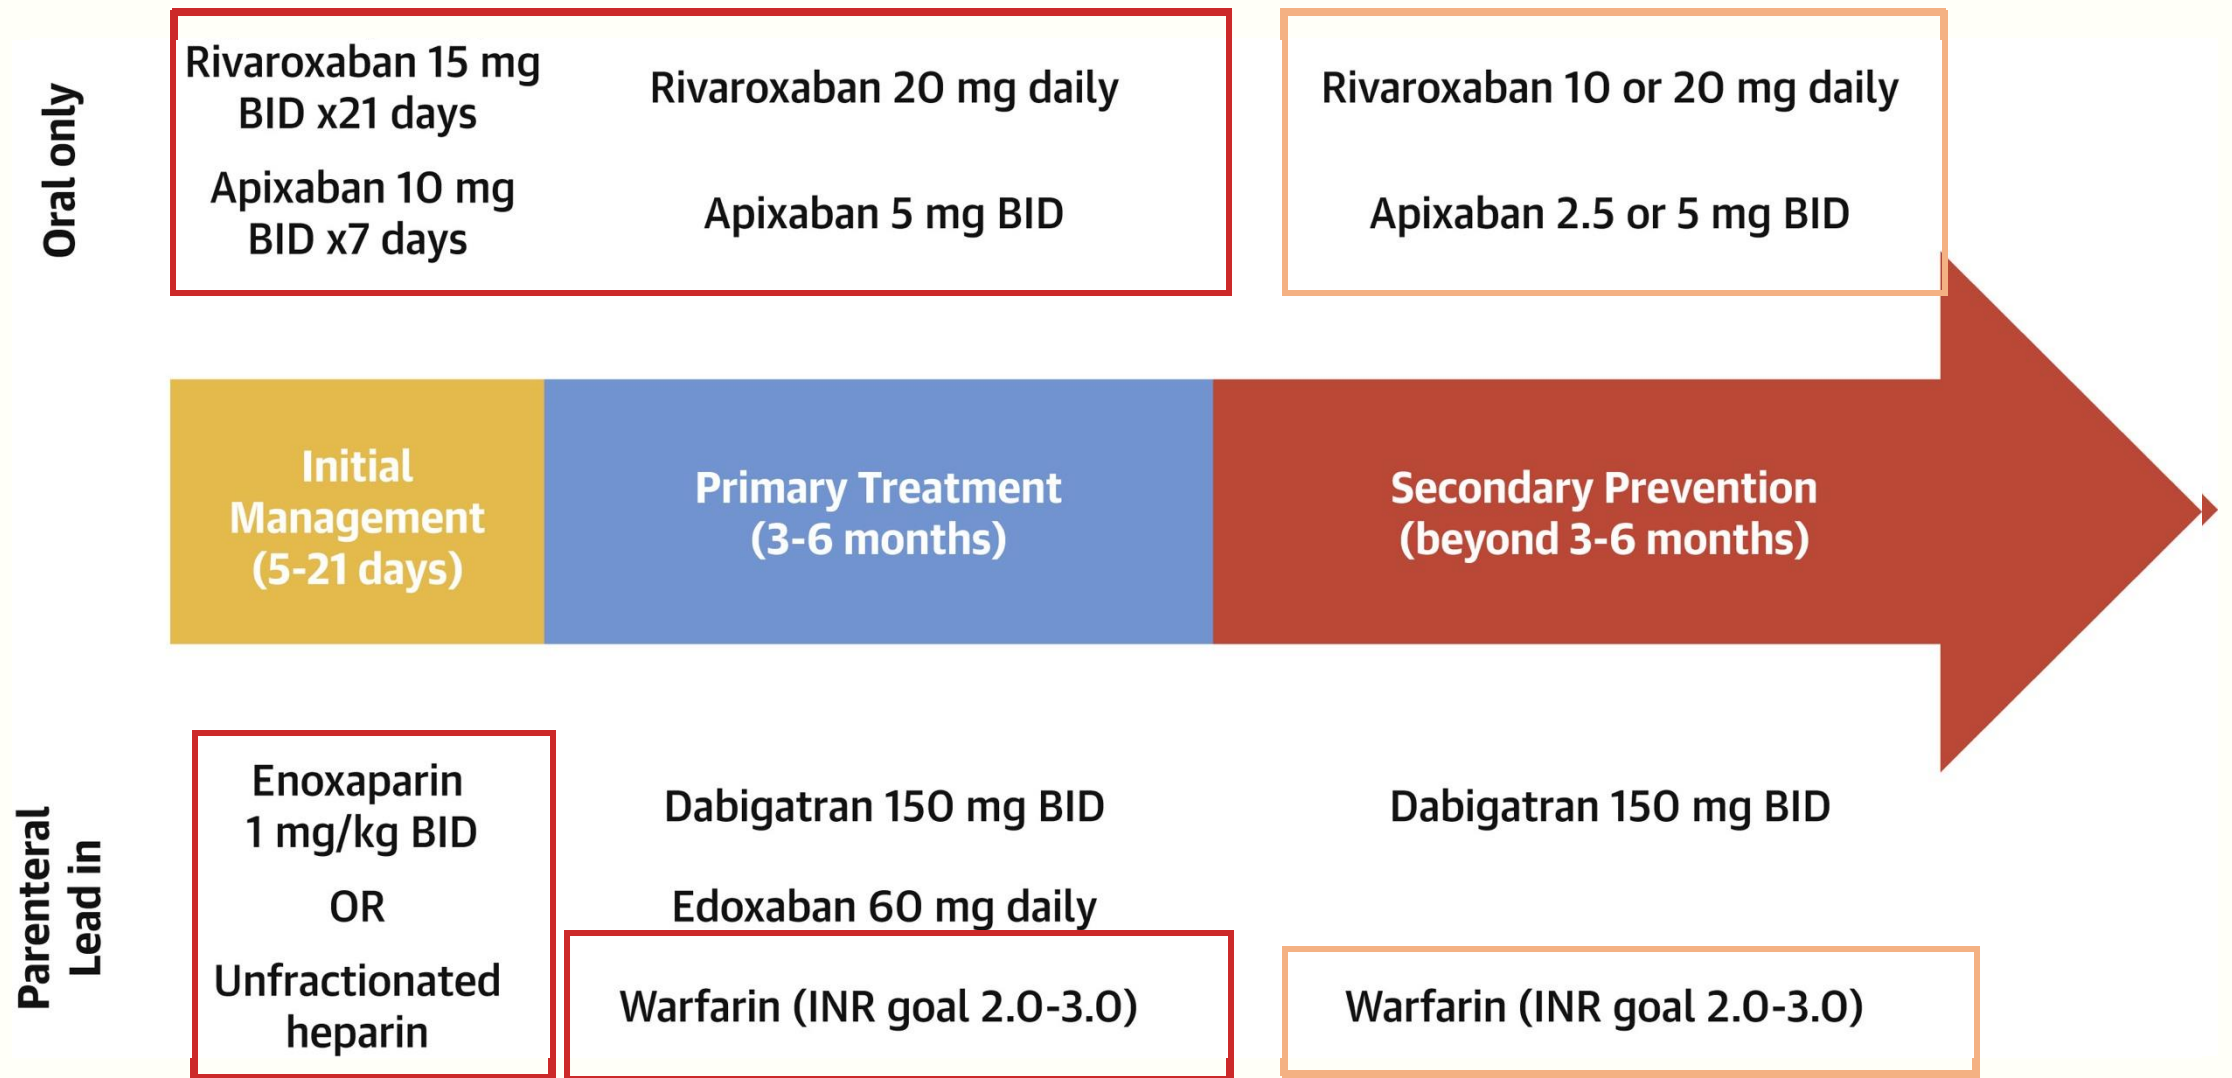 Oral only
Rivaroxaban 15 mg
BID x21 days
Rivaroxaban 20 mg daily
Rivaroxaban 10 or 20 mg daily
Apixaban 10 mg
BID x7 days
Apixaban 5 mg BID
Apixaban 2.5 or 5 mg BID
Initial
Management
(5-21 days)
Primary Treatment
(3-6 months)
Secondary Prevention
(beyond 3-6 months)
Parenteral
Lead in
Enoxaparin
1 mg/kg BID
OR
Unfractionated
heparin
Dabigatran 150 mg BID
Edoxaban 60 mg daily
Warfarin (INR goal 2.0-3.0)
Dabigatran 150 mg BID
Warfarin (INR goal 2.0-3.0)